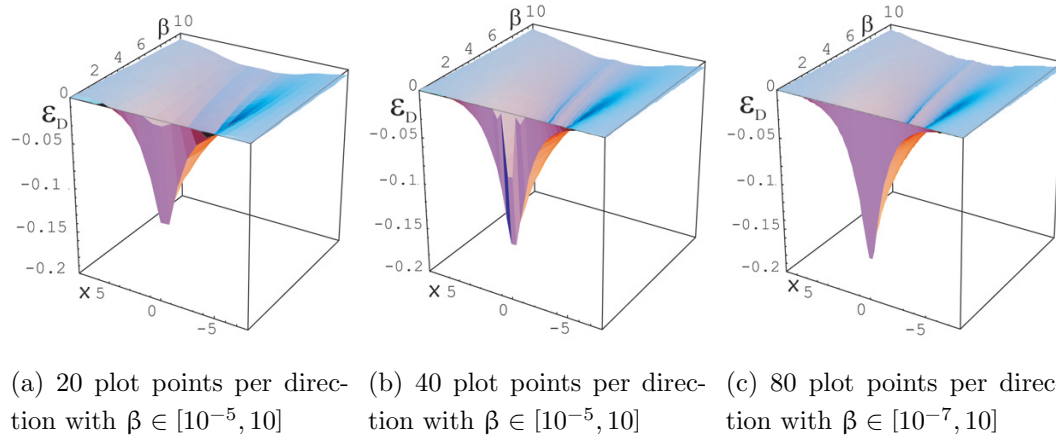 β 10
8
6
4
2
0
ε_D
-0.05
-0.1
-0.15
-0.2
x 5
0
-5
β 10
8
6
4
2
0
ε_D
-0.05
-0.1
-0.15
-0.2
x 5
0
-5
β 10
8
6
4
2
0
ε_D
-0.05
-0.1
-0.15
-0.2
x 5
0
-5
(a) 20 plot points per direc-
tion with β ∈ [10⁻⁵, 10]
(b) 40 plot points per direc-
tion with β ∈ [10⁻⁵, 10]
(c) 80 plot points per direc-
tion with β ∈ [10⁻⁷, 10]